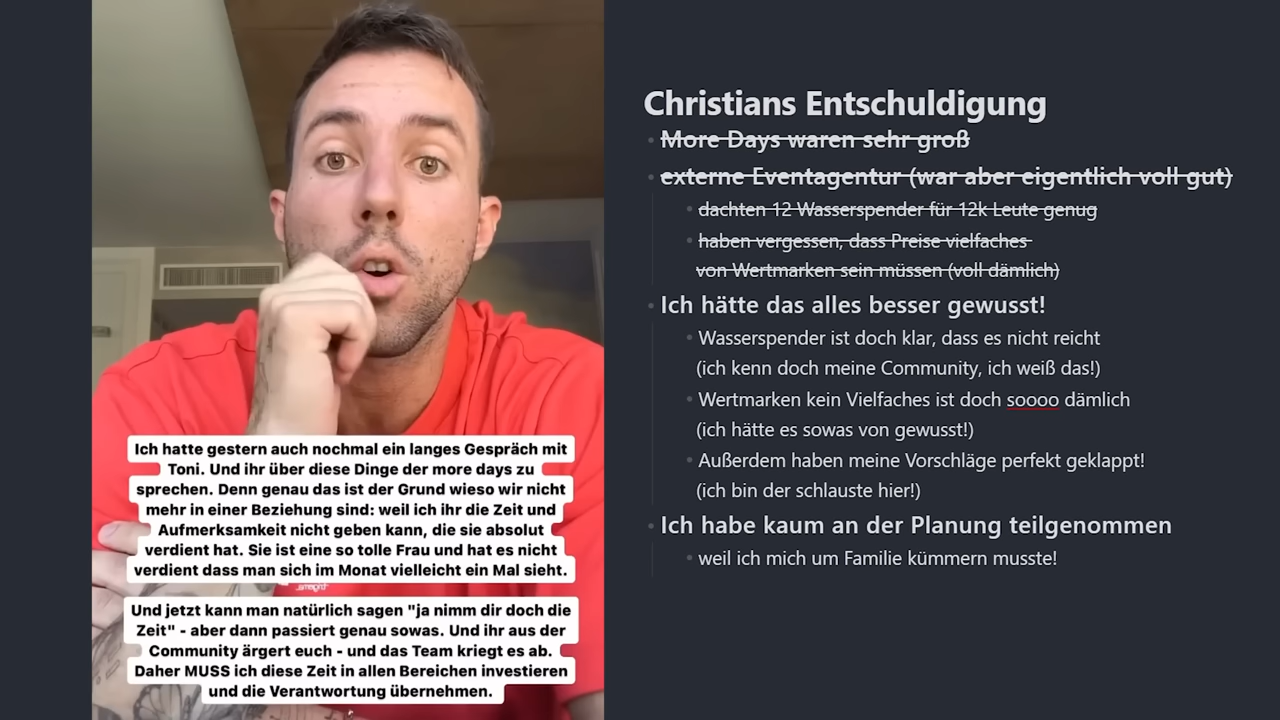 Ich hatte gestern auch nochmal ein langes Gespräch mit
Toni. Und ihr über diese Dinge der more days zu
sprechen. Denn genau das ist der Grund wieso wir nicht
mehr in einer Beziehung sind: weil ich ihr die Zeit und
Aufmerksamkeit nicht geben kann, die sie absolut
verdient hat. Sie ist eine so tolle Frau und hat es nicht
verdient dass man sich im Monat vielleicht ein Mal sieht.
Und jetzt kann man natürlich sagen "ja nimm dir doch die
Zeit" - aber dann passiert genau sowas. Und ihr aus der
Community ärgert euch - und das Team kriegt es ab.
Daher MUSS ich diese Zeit in allen Bereichen investieren
und die Verantwortung übernehmen.
Christians Entschuldigung
More Days waren sehr groß
externe Eventagentur (war aber eigentlich voll gut)
dachten 12 Wasserspender für 12k Leute genug
haben vergessen, dass Preise vielfaches
von Wertmarken sein müssen (voll dämlich)
Ich hätte das alles besser gewusst!
Wasserspender ist doch klar, dass es nicht reicht
(ich kenn doch meine Community, ich weiß das!)
Wertmarken kein Vielfaches ist doch soooo dämlich
(ich hätte es sowas von gewusst!)
Außerdem haben meine Vorschläge perfekt geklappt!
(ich bin der schlauste hier!)
Ich habe kaum an der Planung teilgenommen
weil ich mich um Familie kümmern musste!